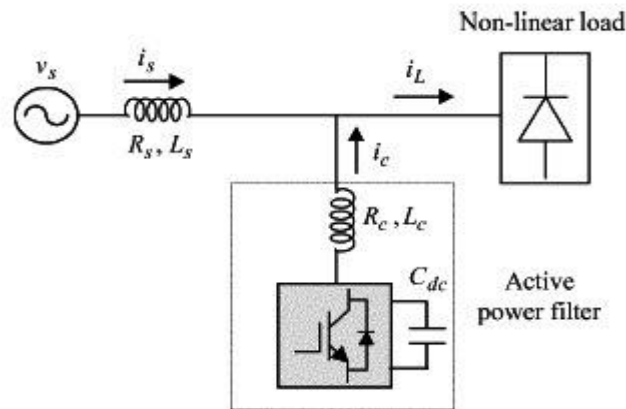 Non-linear load
v_s
i_s
i_L
R_s, L_s
i_c
R_c, L_c
C_dc
Active
power filter